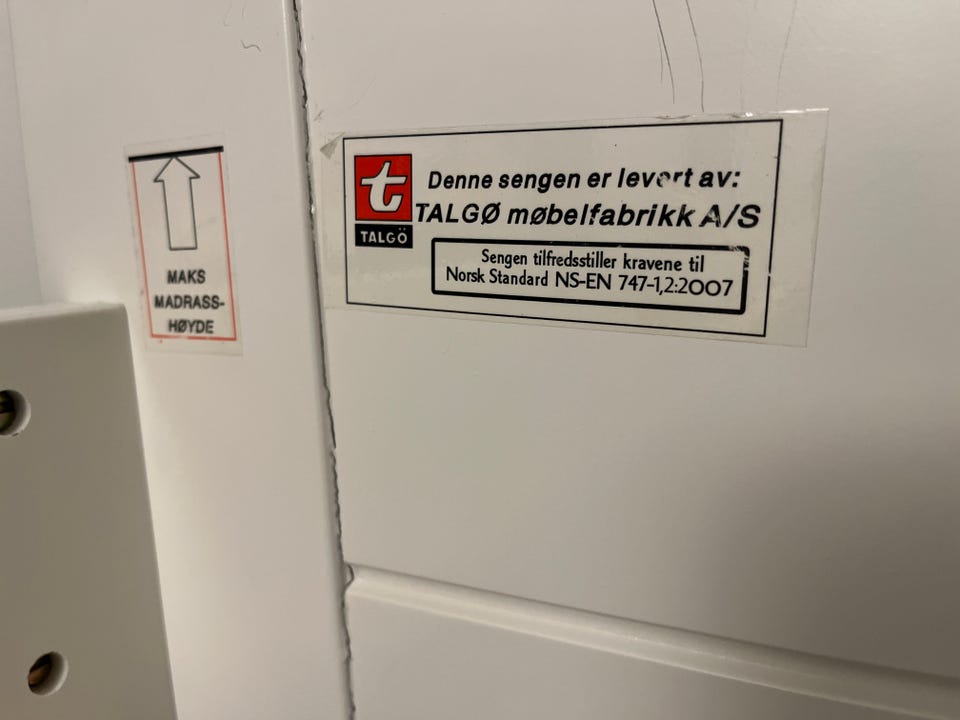 MAKS
MADRASS-
HØYDE
t
TALGÖ
Denne sengen er levert av:
TALGØ møbelfabrikk A/S
Sengen tilfredsstiller kravene til
Norsk Standard NS-EN 747-1,2:2007